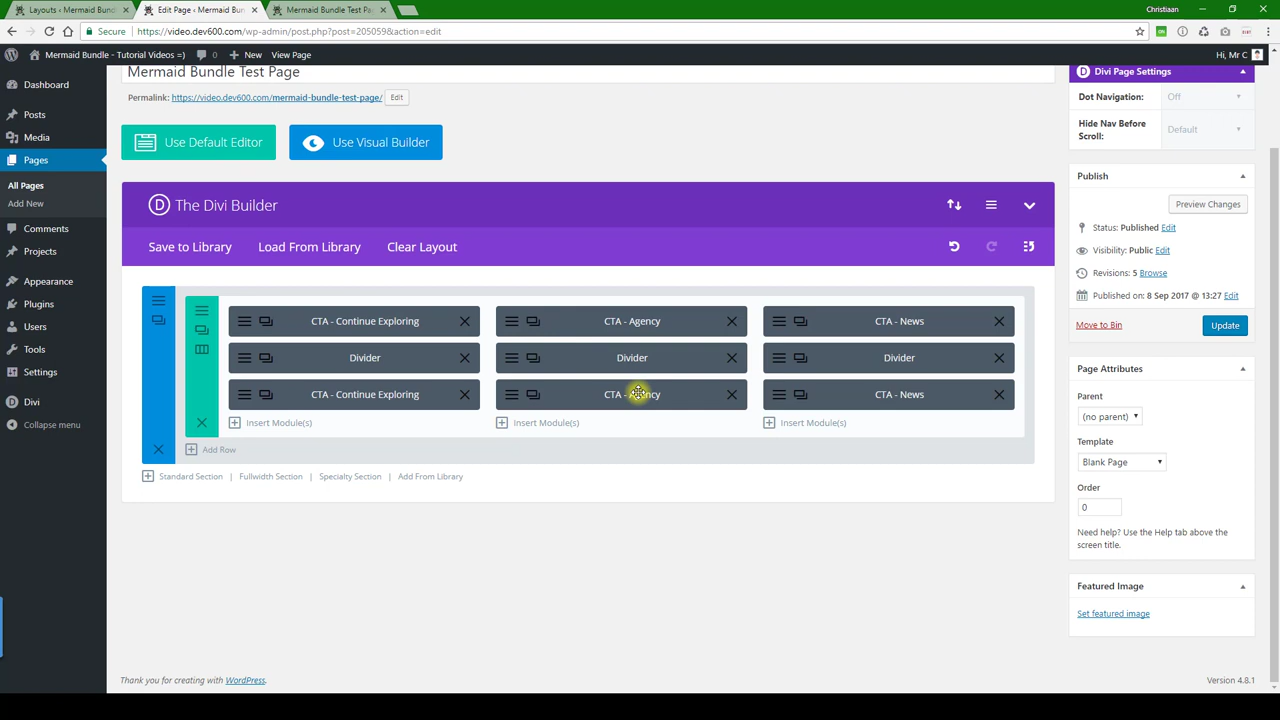 Layouts ‹ Mermaid Bund
Edit Page ‹ Mermaid Bun
Mermaid Bundle Test Pa
Christiaan
Secure
https://video.dev600.com/wp-admin/post.php?post=205059&action=edit
Mermaid Bundle - Tutorial Videos =)
0
New
View Page
Hi, Mr C
Dashboard
Posts
Media
Pages
All Pages
Add New
Comments
Projects
Appearance
Plugins
Users
Tools
Settings
Divi
Collapse menu
Mermaid Bundle Test Page
Permalink: https://video.dev600.com/mermaid-bundle-test-page/ Edit
Use Default Editor
Use Visual Builder
The Divi Builder
Save to Library
Load From Library
Clear Layout
CTA - Continue Exploring
CTA - Agency
CTA - News
Divider
Divider
Divider
CTA - Continue Exploring
CTA - Agency
CTA - News
Insert Module(s)
Insert Module(s)
Insert Module(s)
Add Row
Standard Section | Fullwidth Section | Specialty Section | Add From Library
Divi Page Settings
Dot Navigation:
Off
Hide Nav Before
Scroll:
Default
Publish
Preview Changes
Status: Published Edit
Visibility: Public Edit
Revisions: 5 Browse
Published on: 8 Sep 2017 @ 13:27 Edit
Move to Bin
Update
Page Attributes
Parent
(no parent)
Template
Blank Page
Order
0
Need help? Use the Help tab above the
screen title.
Featured Image
Set featured image
Thank you for creating with WordPress.
Version 4.8.1